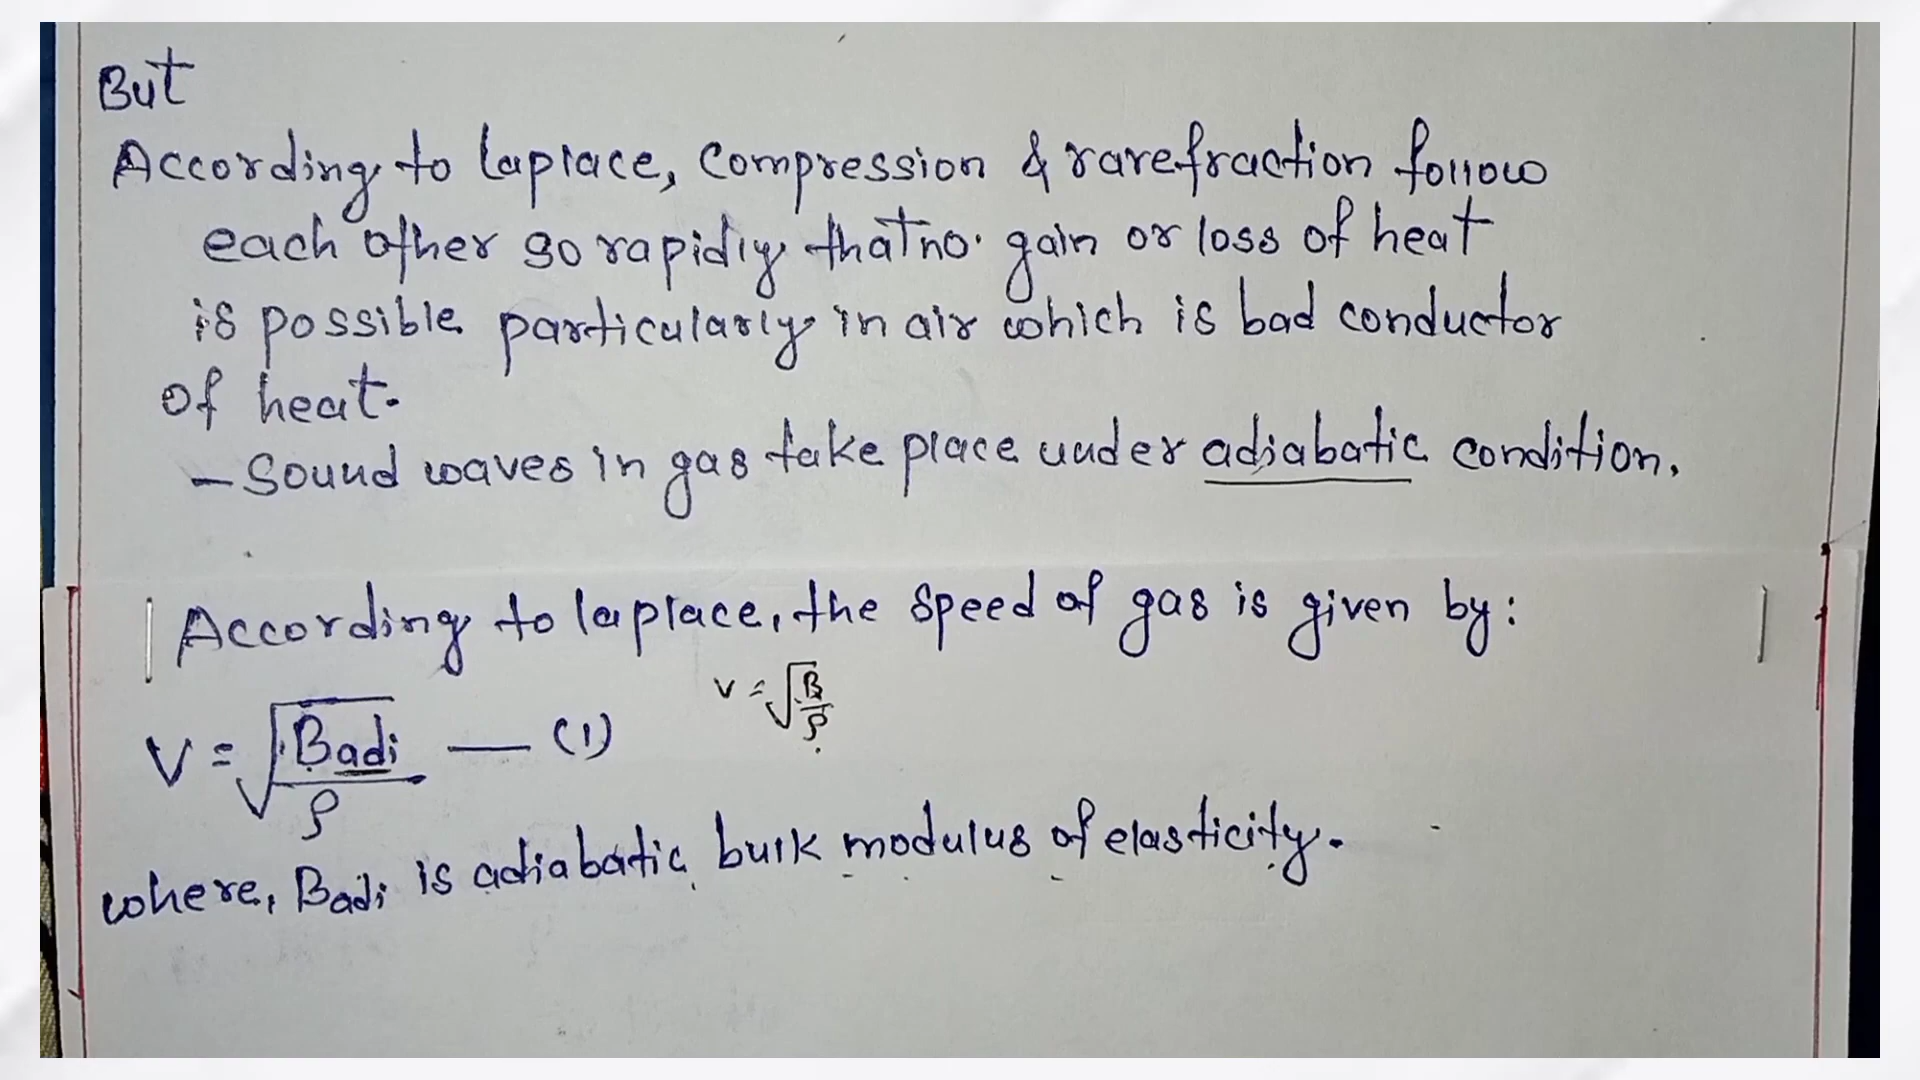 But
According to laplace, compression & rarefraction follow
each other so rapidly that no. gain or loss of heat
is possible particularly in air which is bad conductor
of heat.
- Sound waves in gas take place under adiabatic condition.
According to laplace, the speed of gas is given by:
V = √(B/ρ)
V = √(Badi/ρ) — (1)
where, Badi is adiabatic bulk modulus of elasticity.